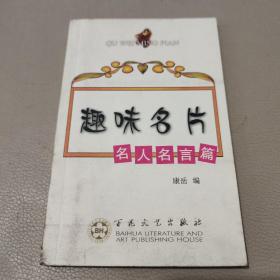 QU WEI MING PIAN
趣味名片
名人名言篇
康岳 编
BH
百花文艺出版社
BAIHUA LITERATURE AND
ART PUBLISHING HOUSE